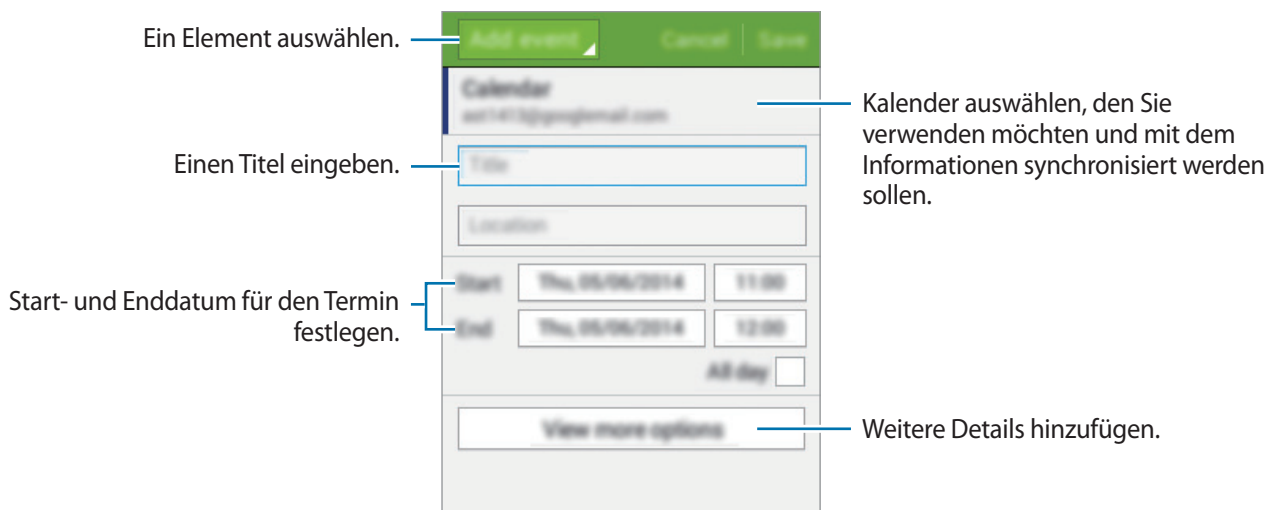 Ein Element auswählen.
Add event
Cancel
Save
Calendar
Kalender auswählen, den Sie
verwenden möchten und mit dem
Informationen synchronisiert werden
sollen.
Einen Titel eingeben.
Title
Location
Start- und Enddatum für den Termin
festlegen.
Start
Thu, 05/06/2014
11:00
End
Thu, 05/06/2014
12:00
All day
View more options
Weitere Details hinzufügen.